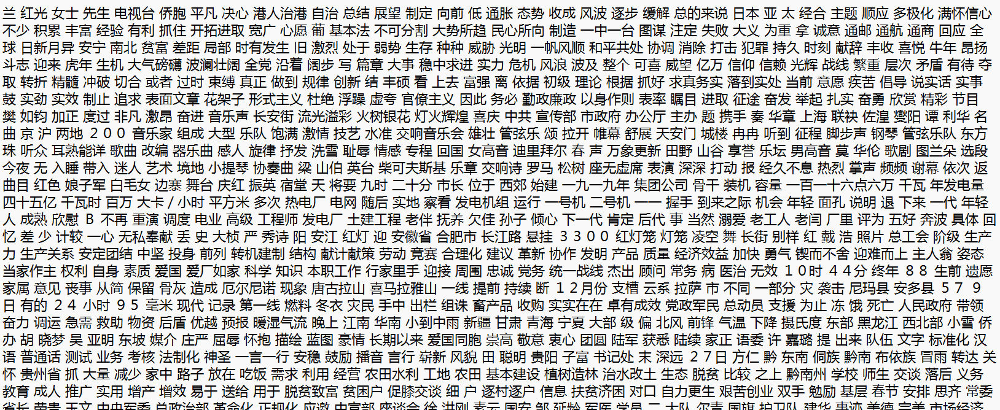 兰 红光 女士 先生 电视台 侨胞 平凡 决心 港人治港 自治 总结 展望 制定 向前 低 通胀 态势 收成 风波 逐步 缓解 总的来说 日本 亚 太 经合 主题 顺应 多极化 满怀信心
不少 积累 丰富 经验 有利 抓住 开拓进取 宽广 心愿 葡 基本法 不可分割 大势所趋 民心所向 制造 一中一台 图谋 注定 失败 大义 为重 拿 诚意 通邮 通航 通商 回应 全
球 日新月异 安宁 南北 贫富 差距 局部 时有发生 旧 激烈 处于 弱势 生存 种种 威胁 光明 一帆风顺 和平共处 协调 消除 打击 犯罪 持久 时刻 献辞 丰收 喜悦 牛年 昂扬
斗志 迎来 虎年 生机 大气磅礴 波澜壮阔 全党 沿着 阔步 写 篇章 大事 稳中求进 实力 危机 风浪 波及 整个 可喜 威望 亿万 信仰 信赖 光辉 战线 繁重 层次 矛盾 有待 夺
取 转折 精髓 冲破 切合 或者 过时 束缚 真正 做到 规律 创新 结 丰硕 看 上去 富强 离 依据 初级 理论 根据 抓好 求真务实 落到实处 当前 意愿 疾苦 倡导 说实话 实事
鼓 实劲 实效 制止 追求 表面文章 花架子 形式主义 杜绝 浮躁 虚夸 官僚主义 因此 务必 勤政廉政 以身作则 表率 瞩目 进取 征途 奋发 举起 扎实 奋勇 欣赏 精彩 节目
樊 如钧 加正 度过 非凡 激昂 奋进 音乐声 长安街 流光溢彩 火树银花 灯火辉煌 喜庆 中共 宣传部 市政府 办公厅 主办 题 携手 奏 华章 上海 联袂 佐湟 燮阳 谭 利华 名
曲 京 沪 两地 ２００ 音乐家 组成 大型 乐队 饱满 激情 技艺 水准 交响音乐会 雄壮 管弦乐 颂 拉开 帷幕 舒展 天安门 城楼 冉冉 听到 征程 脚步声 钢琴 管弦乐队 东方
珠 听众 耳熟能详 歌曲 改编 器乐曲 感人 旋律 抒发 洗雪 耻辱 情感 专程 回国 女高音 迪里拜尔 春 声 万象更新 田野 山谷 享誉 乐坛 男高音 莫 华伦 歌剧 图兰朵 选段
今夜 无 入睡 带入 迷人 艺术 境地 小提琴 协奏曲 梁 山伯 英台 柴可夫斯基 乐章 交响诗 罗马 松树 座无虚席 表演 深深 打动 报 经久不息 热烈 掌声 频频 谢幕 依次 返
曲目 红色 娘子军 白毛女 边寨 舞台 庆红 振英 宿堂 天 将要 九时 二十分 市长 位于 西郊 始建 一九一九年 集团公司 骨干 装机 容量 一百一十六点六万 千瓦 年发电量
四十五亿 千瓦时 百万 大卡 / 小时 平方米 多次 热电厂 电网 随后 实地 察看 发电机组 运行 一号机 二号机 一一 握手 到来之际 机会 年轻 面孔 说明 退 下来 一代 年轻
人 成熟 欣慰 Ｂ 不再 重演 调度 电业 高级 工程师 发电厂 土建工程 老伴 抚养 欠佳 孙子 倾心 下一代 肯定 后代 事 当然 溺爱 老工人 老闫 厂里 评为 五好 奔波 具体 回
忆 差 少 计较 一心 无私奉献 丢 史 大桢 严 秀诗 阳 安江 红灯 迎 安徽省 合肥市 长江路 悬挂 ３３００ 红灯笼 灯笼 凌空 舞 长街 别样 红 戴 浩 照片 总工会 阶级 生产
力 生产关系 安定团结 中坚 投身 前列 转机建制 结构 献计献策 劳动 竞赛 合理化 建议 革新 协作 发明 产品 质量 经济效益 加快 勇气 锲而不舍 迎难而上 主人翁 姿态
当家作主 权利 自身 素质 爱国 爱厂如家 科学 知识 本职工作 行家里手 迎接 周围 忠诚 党务 统一战线 杰出 顾问 常务 病 医治 无效 １０时 ４４分 终年 ８８ 生前 遗愿
家属 意见 丧事 从简 保留 骨灰 造成 厄尔尼诺 现象 唐古拉山 喜马拉雅山 一线 提前 持续 断 １２月份 支槽 云系 拉萨 市 不同 一部分 灾 袭击 尼玛县 安多县 ５７ ９
日 有的 ２４ 小时 ９５ 毫米 现代 记录 第一线 燃料 冬衣 灾民 手中 出栏 组诛 畜产品 收购 实实在在 卓有成效 党政军民 总动员 支援 为止 冻 饿 死亡 人民政府 带领
奋力 调运 急需 救助 物资 后盾 优越 预报 暖湿气流 晚上 江南 华南 小到中雨 新疆 甘肃 青海 宁夏 大部 级 偏 北风 前锋 气温 下降 摄氏度 东部 黑龙江 西北部 小雪 侨
办 胡 晓梦 吴 亚明 东坡 媒介 庄严 屈辱 怀抱 描绘 蓝图 豪情 长期以来 爱国同胞 崇高 敬意 衷心 团圆 陆军 获悉 陆续 家正 语委 许 嘉璐 提 出来 队伍 文字 标准化 汉
语 普通话 测试 业务 考核 法制化 神圣 一言一行 安稳 鼓励 播音 言行 崭新 风貌 田 聪明 贵阳 子富 书记处 末 深远 ２７日 方仁 黔 东南 侗族 黔南 布依族 冒雨 转达 关
怀 贵州省 抓 大量 减少 家中 路子 放在 吃饭 需求 利用 经营 农田水利 工地 农田 基本建设 植树造林 治水改土 生态 脱贫 比较 之上 黔南州 学校 师生 交谈 落后 义务
教育 成人 推广 实用 增产 增效 易于 送给 用于 脱贫致富 贫困户 促膝交谈 细 户 逐村逐户 信息 扶贫济困 对口 自力更生 艰苦创业 双手 勉励 基层 春节 安排 思齐 常委